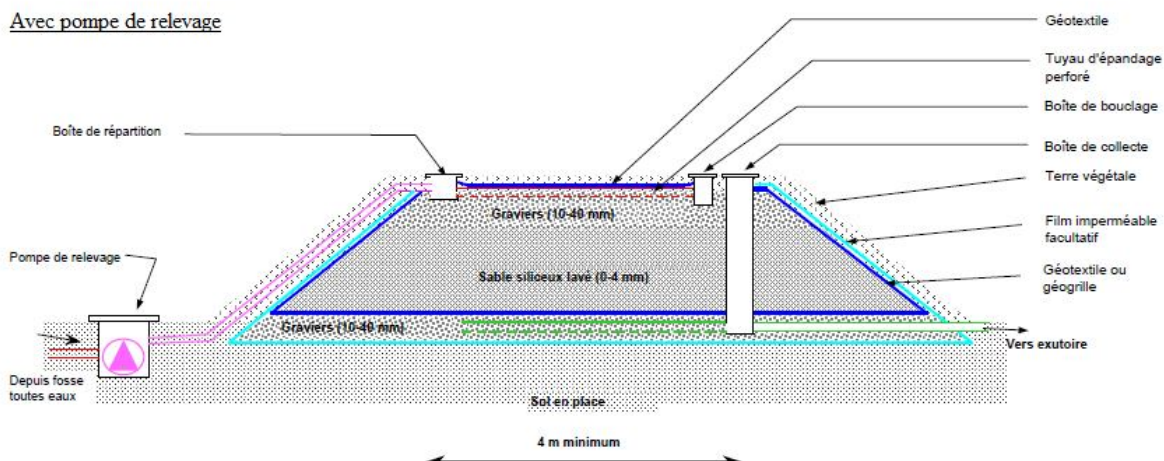 Avec pompe de relevage
Géotextile
Tuyau d'épandage
perforé
Boîte de bouclage
Boîte de répartition
Boîte de collecte
Terre végétale
Graviers (10-40 mm)
Film imperméable
facultatif
Pompe de relevage
Sable siliceux lavé (0-4 mm)
Géotextile ou
géogrille
Graviers (10-40 mm)
Vers exutoire
Depuis fosse
toutes eaux
Sol en place
4 m minimum